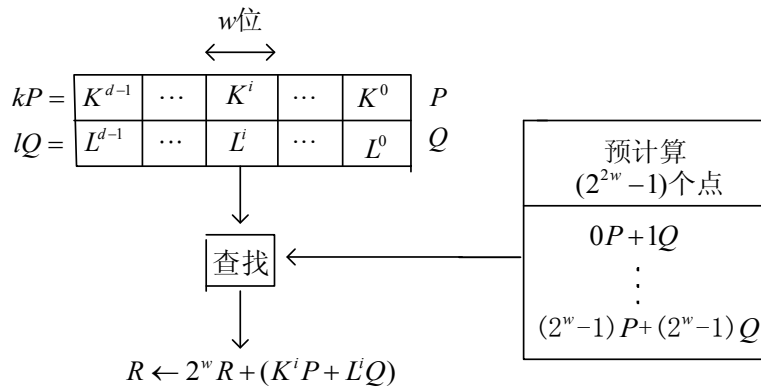 w位
kP = K^{d-1} ⋯ K^i ⋯ K^0 P
lQ = L^{d-1} ⋯ L^i ⋯ L^0 Q
查找
R ← 2^w R + (K^i P + L^i Q)
预计算
(2^{2w} − 1)个点
0P + 1Q
⋮
(2^w−1)P+(2^w−1)Q